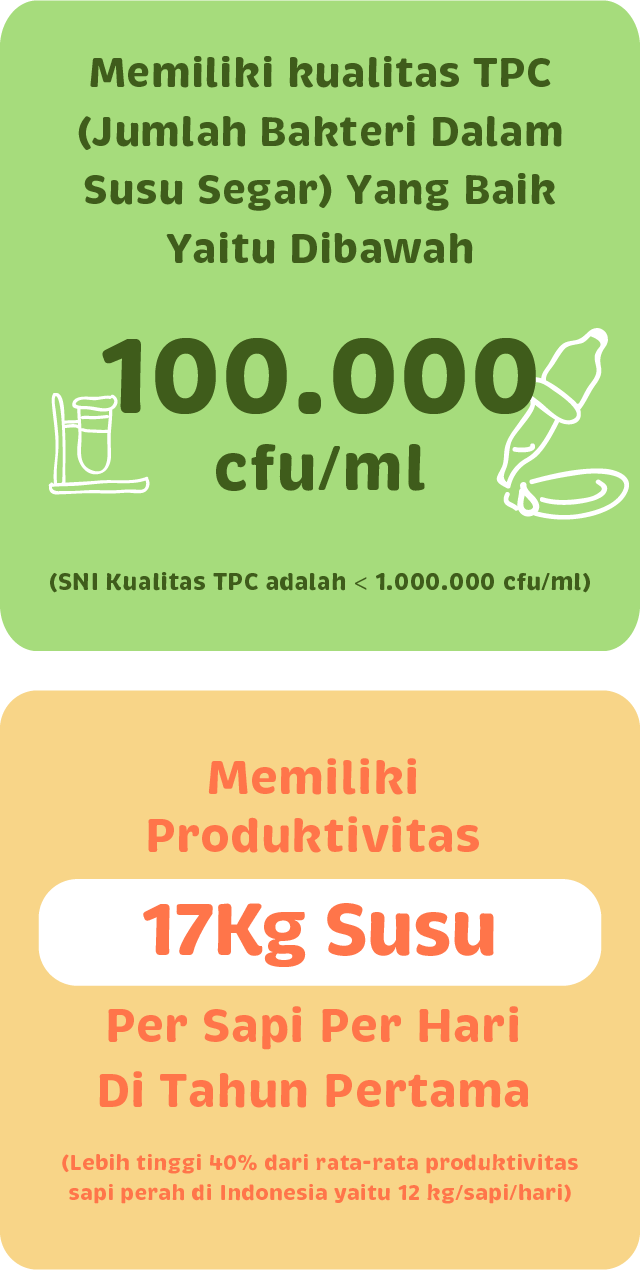 Memiliki kualitas TPC
(Jumlah Bakteri Dalam
Susu Segar) Yang Baik
Yaitu Dibawah
100.000
cfu/ml
(SNI Kualitas TPC adalah < 1.000.000 cfu/ml)
Memiliki
Produktivitas
17Kg Susu
Per Sapi Per Hari
Di Tahun Pertama
(Lebih tinggi 40% dari rata-rata produktivitas
sapi perah di Indonesia yaitu 12 kg/sapi/hari)